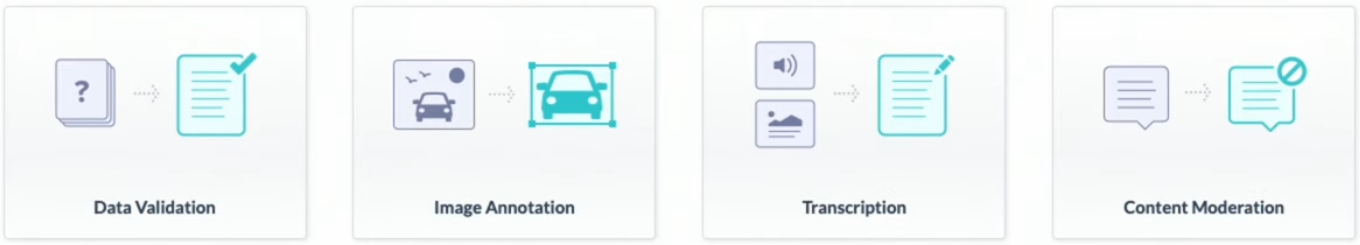 ?
Data Validation
Image Annotation
Transcription
Content Moderation